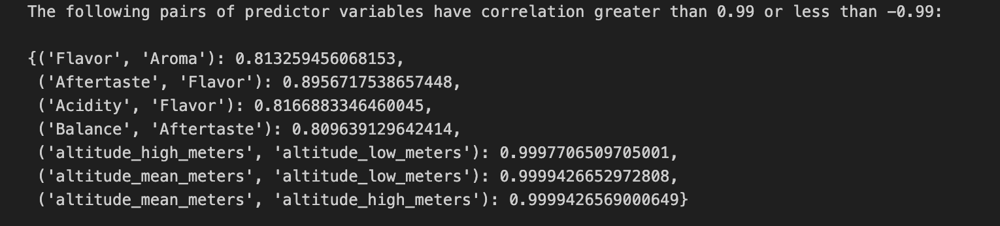 The following pairs of predictor variables have correlation greater than 0.99 or less than -0.99:
{('Flavor', 'Aroma'): 0.813259456068153,
('Aftertaste', 'Flavor'): 0.8956717538657448,
('Acidity', 'Flavor'): 0.8166883346460045,
('Balance', 'Aftertaste'): 0.809639129642414,
('altitude_high_meters', 'altitude_low_meters'): 0.9997706509705001,
('altitude_mean_meters', 'altitude_low_meters'): 0.9999426652972808,
('altitude_mean_meters', 'altitude_high_meters'): 0.9999426569000649}